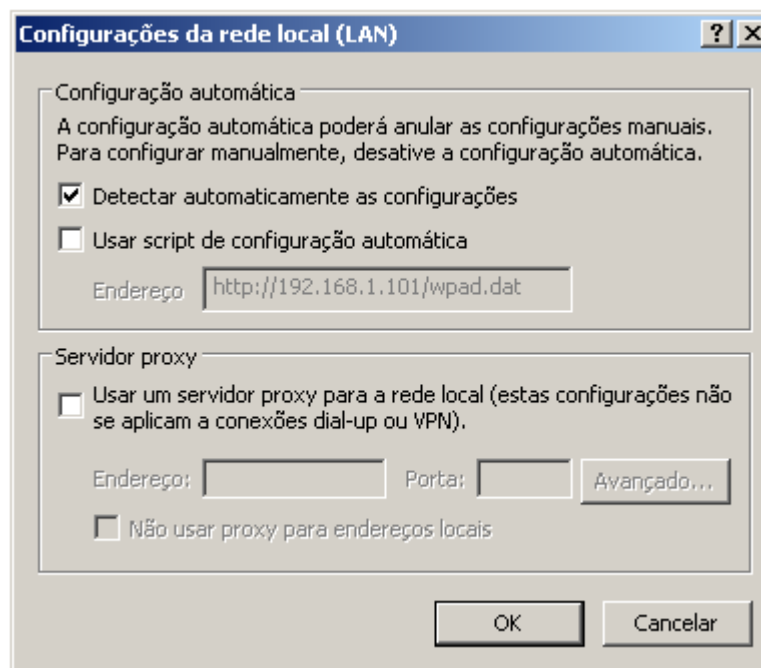 Configurações da rede local (LAN)
Configuração automática
A configuração automática poderá anular as configurações manuais.
Para configurar manualmente, desative a configuração automática.
Detectar automaticamente as configurações
Usar script de configuração automática
Endereço http://192.168.1.101/wpad.dat
Servidor proxy
Usar um servidor proxy para a rede local (estas configurações não
se aplicam a conexões dial-up ou VPN).
Endereço: Porta: Avançado...
Não usar proxy para endereços locais
OK Cancelar